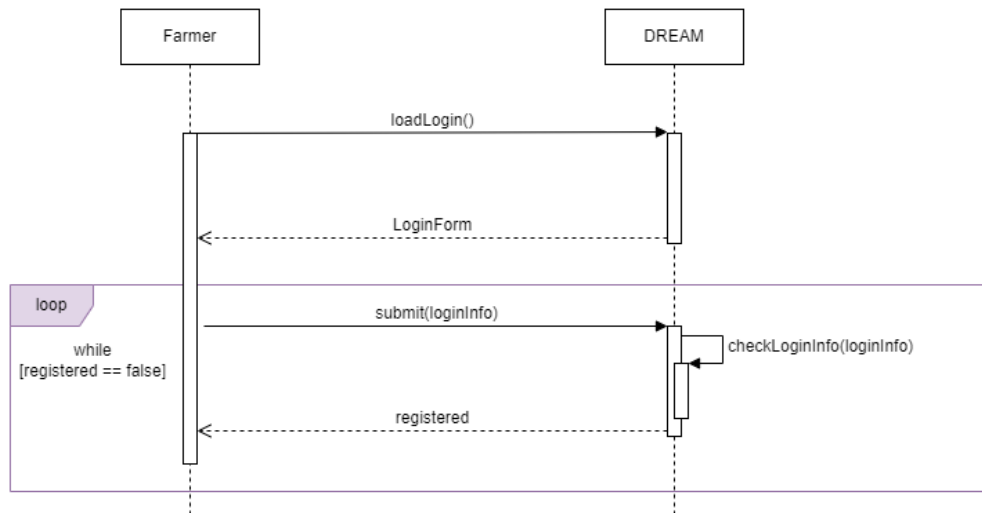 Farmer
DREAM
loadLogin()
LoginForm
loop
submit(loginInfo)
while
[registered == false]
checkLoginInfo(loginInfo)
registered